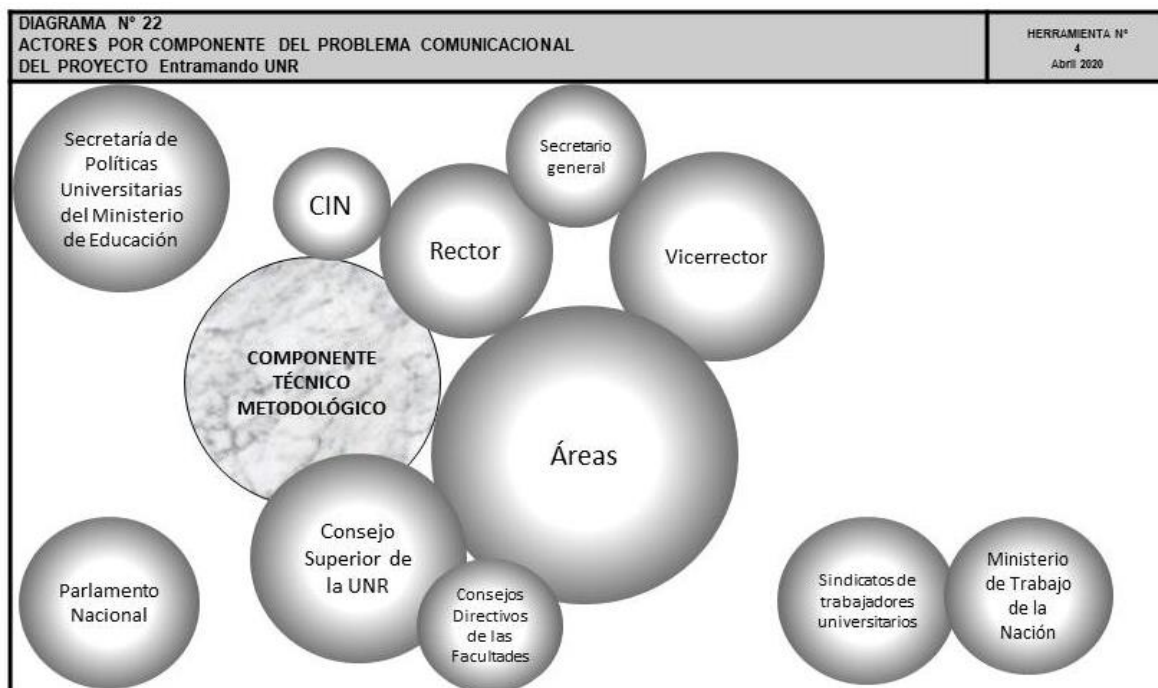 DIAGRAMA N° 22
ACTORES POR COMPONENTE DEL PROBLEMA COMUNICACIONAL
DEL PROYECTO Entramando UNR
HERRAMIENTA N°
4
Abril 2020
Secretaría de
Políticas
Universitarias
del Ministerio
de Educación
CIN
Rector
Secretario
general
Vicerrector
COMPONENTE
TÉCNICO
METODOLÓGICO
Áreas
Consejo
Superior de
la UNR
Consejos
Directivos
de las
Facultades
Parlamento
Nacional
Sindicatos de
trabajadores
universitarios
Ministerio
de Trabajo
de la
Nación